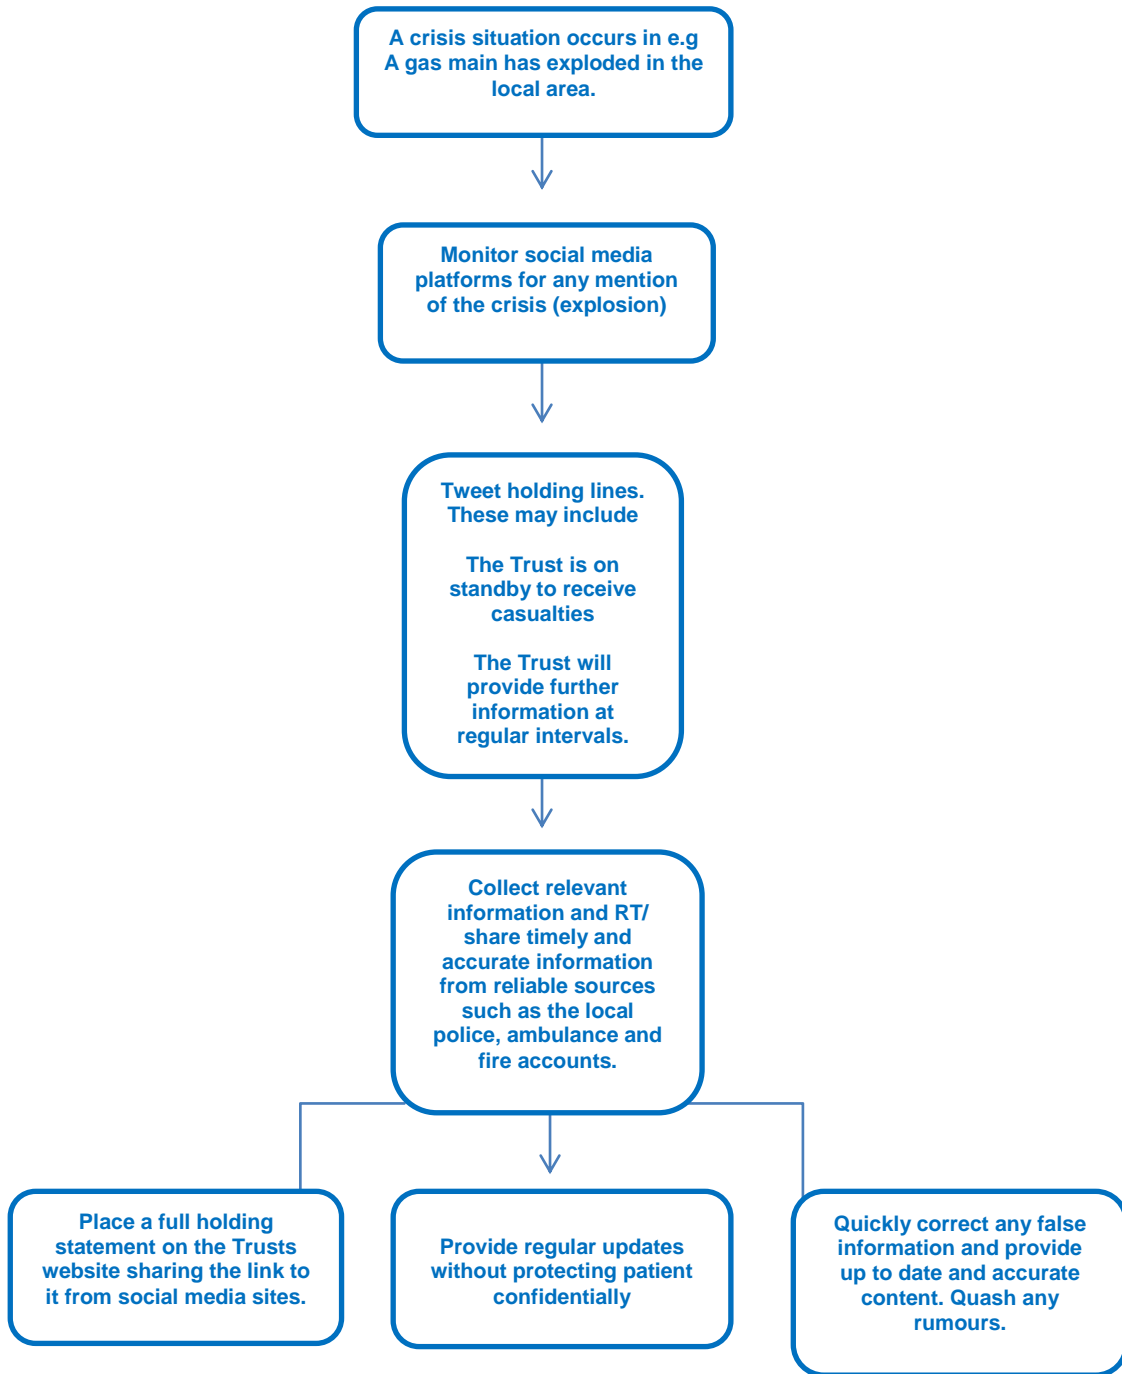 A crisis situation occurs in e.g
A gas main has exploded in the
local area.
Monitor social media
platforms for any mention
of the crisis (explosion)
Tweet holding lines.
These may include
The Trust is on
standby to receive
casualties
The Trust will
provide further
information at
regular intervals.
Collect relevant
information and RT/
share timely and
accurate information
from reliable sources
such as the local
police, ambulance and
fire accounts.
Place a full holding
statement on the Trusts
website sharing the link to
it from social media sites.
Provide regular updates
without protecting patient
confidentially
Quickly correct any false
information and provide
up to date and accurate
content. Quash any
rumours.